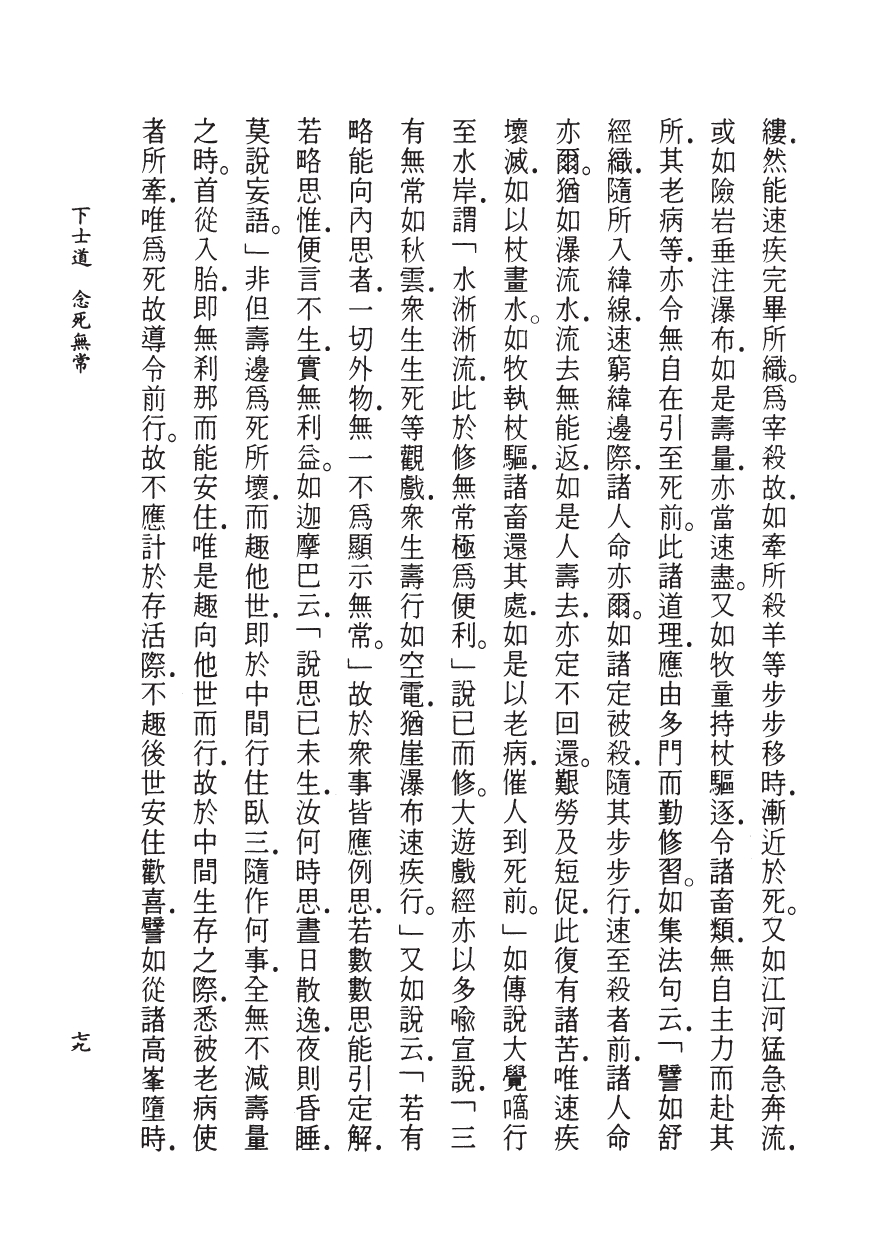 縷．然能速疾完畢所織。爲宰殺故．如牽所殺羊等步步移時．漸近於死。又如江河猛急奔流．
或如險岩垂注瀑布．如是壽量．亦當速盡。又如牧童持杖驅逐．令諸畜類．無自主力而赴其
所．其老病等．亦令無自在引至死前。此諸道理．應由多門而勤修習。如集法句云．「譬如舒
經織．隨所入緯線．速窮緯邊際．諸人命亦爾。如諸定被殺．隨其步步行．速至殺者前．諸人命
亦爾。猶如瀑流水．流去無能返．如是人壽去．亦定不回還。艱勞及短促．此復有諸苦．唯速疾
壞滅．如以杖畫水。如牧執杖驅．諸畜還其處．如是以老病．催人到死前。」如傳說大覺嗢行
至水岸．謂「水淅淅流．此於修無常極爲便利。」說已而修。大遊戲經亦以多喩宣說．「三
有無常如秋雲．衆生生死等觀戲．衆生壽行如空電．猶崖瀑布速疾行。」又如說云．「若有
略能向內思者．一切外物．無一不爲顯示無常。」故於衆事皆應例思．若數數思能引定解．
若略思惟．便言不生．實無利益。如迦摩巴云．「說思已未生．汝何時思．晝日散逸．夜則昏睡．
莫說妄語。」非但壽邊爲死所壞．而趣他世．即於中間行住臥三．隨作何事．全無不減壽量
之時。首從入胎．即無刹那而能安住．唯是趣向他世而行．故於中間生存之際．悉被老病使
者所牽．唯爲死故導令前行。故不應計於存活際．不趣後世安住歡喜．譬如從諸高峯墮時．
下士道　念死無常
七九